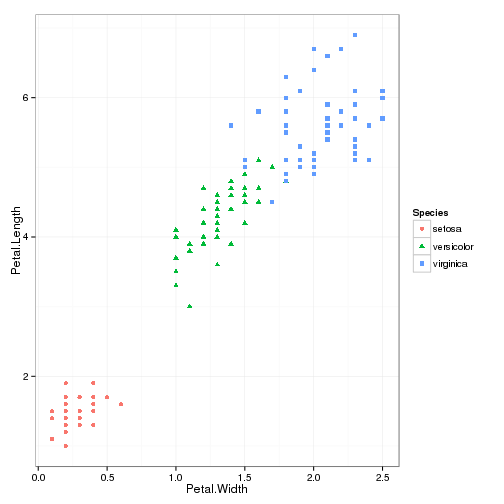 6
4
2
Petal.Length
0.0 0.5 1.0 1.5 2.0 2.5
Petal.Width
Species
setosa
versicolor
virginica